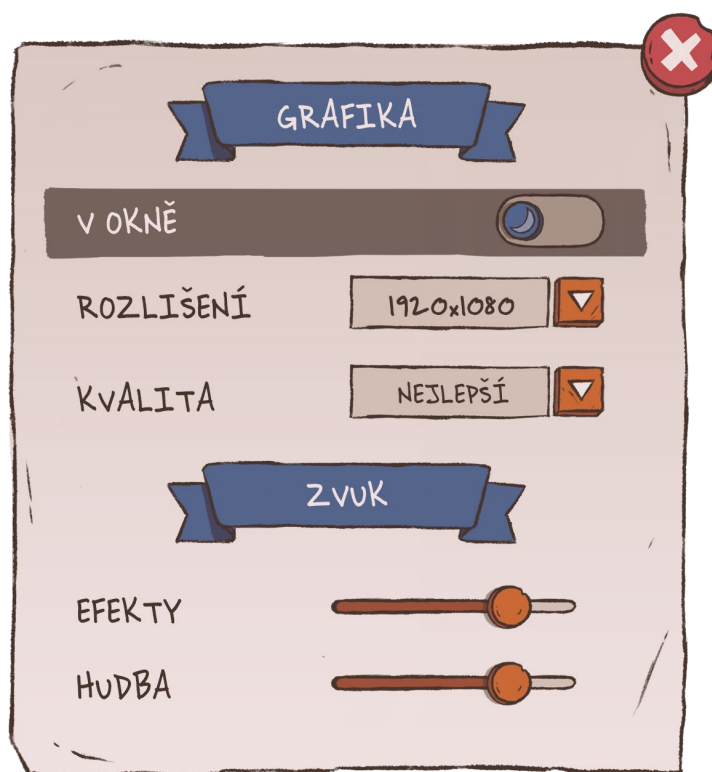 GRAFIKA
V OKNĚ
ROZLIŠENÍ 1920x1080
KVALITA NEJLEPŠÍ
ZVUK
EFEKTY
HUDBA